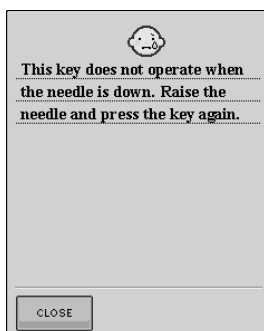 This key does not operate when
the needle is down. Raise the
needle and press the key again.
CLOSE